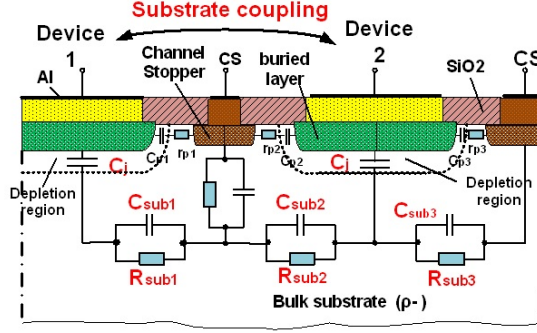 Substrate coupling
Device
1
Channel
Stopper
CS
buried
layer
Device
2
SiO2
CS
Al
Cp1
rp1
rp2
Cp2
Cp3
rp3
Depletion
region
Cj
Cj
Depletion
region
Csub1
Csub2
Csub3
Rsub1
Rsub2
Rsub3
Bulk substrate (ρ-)